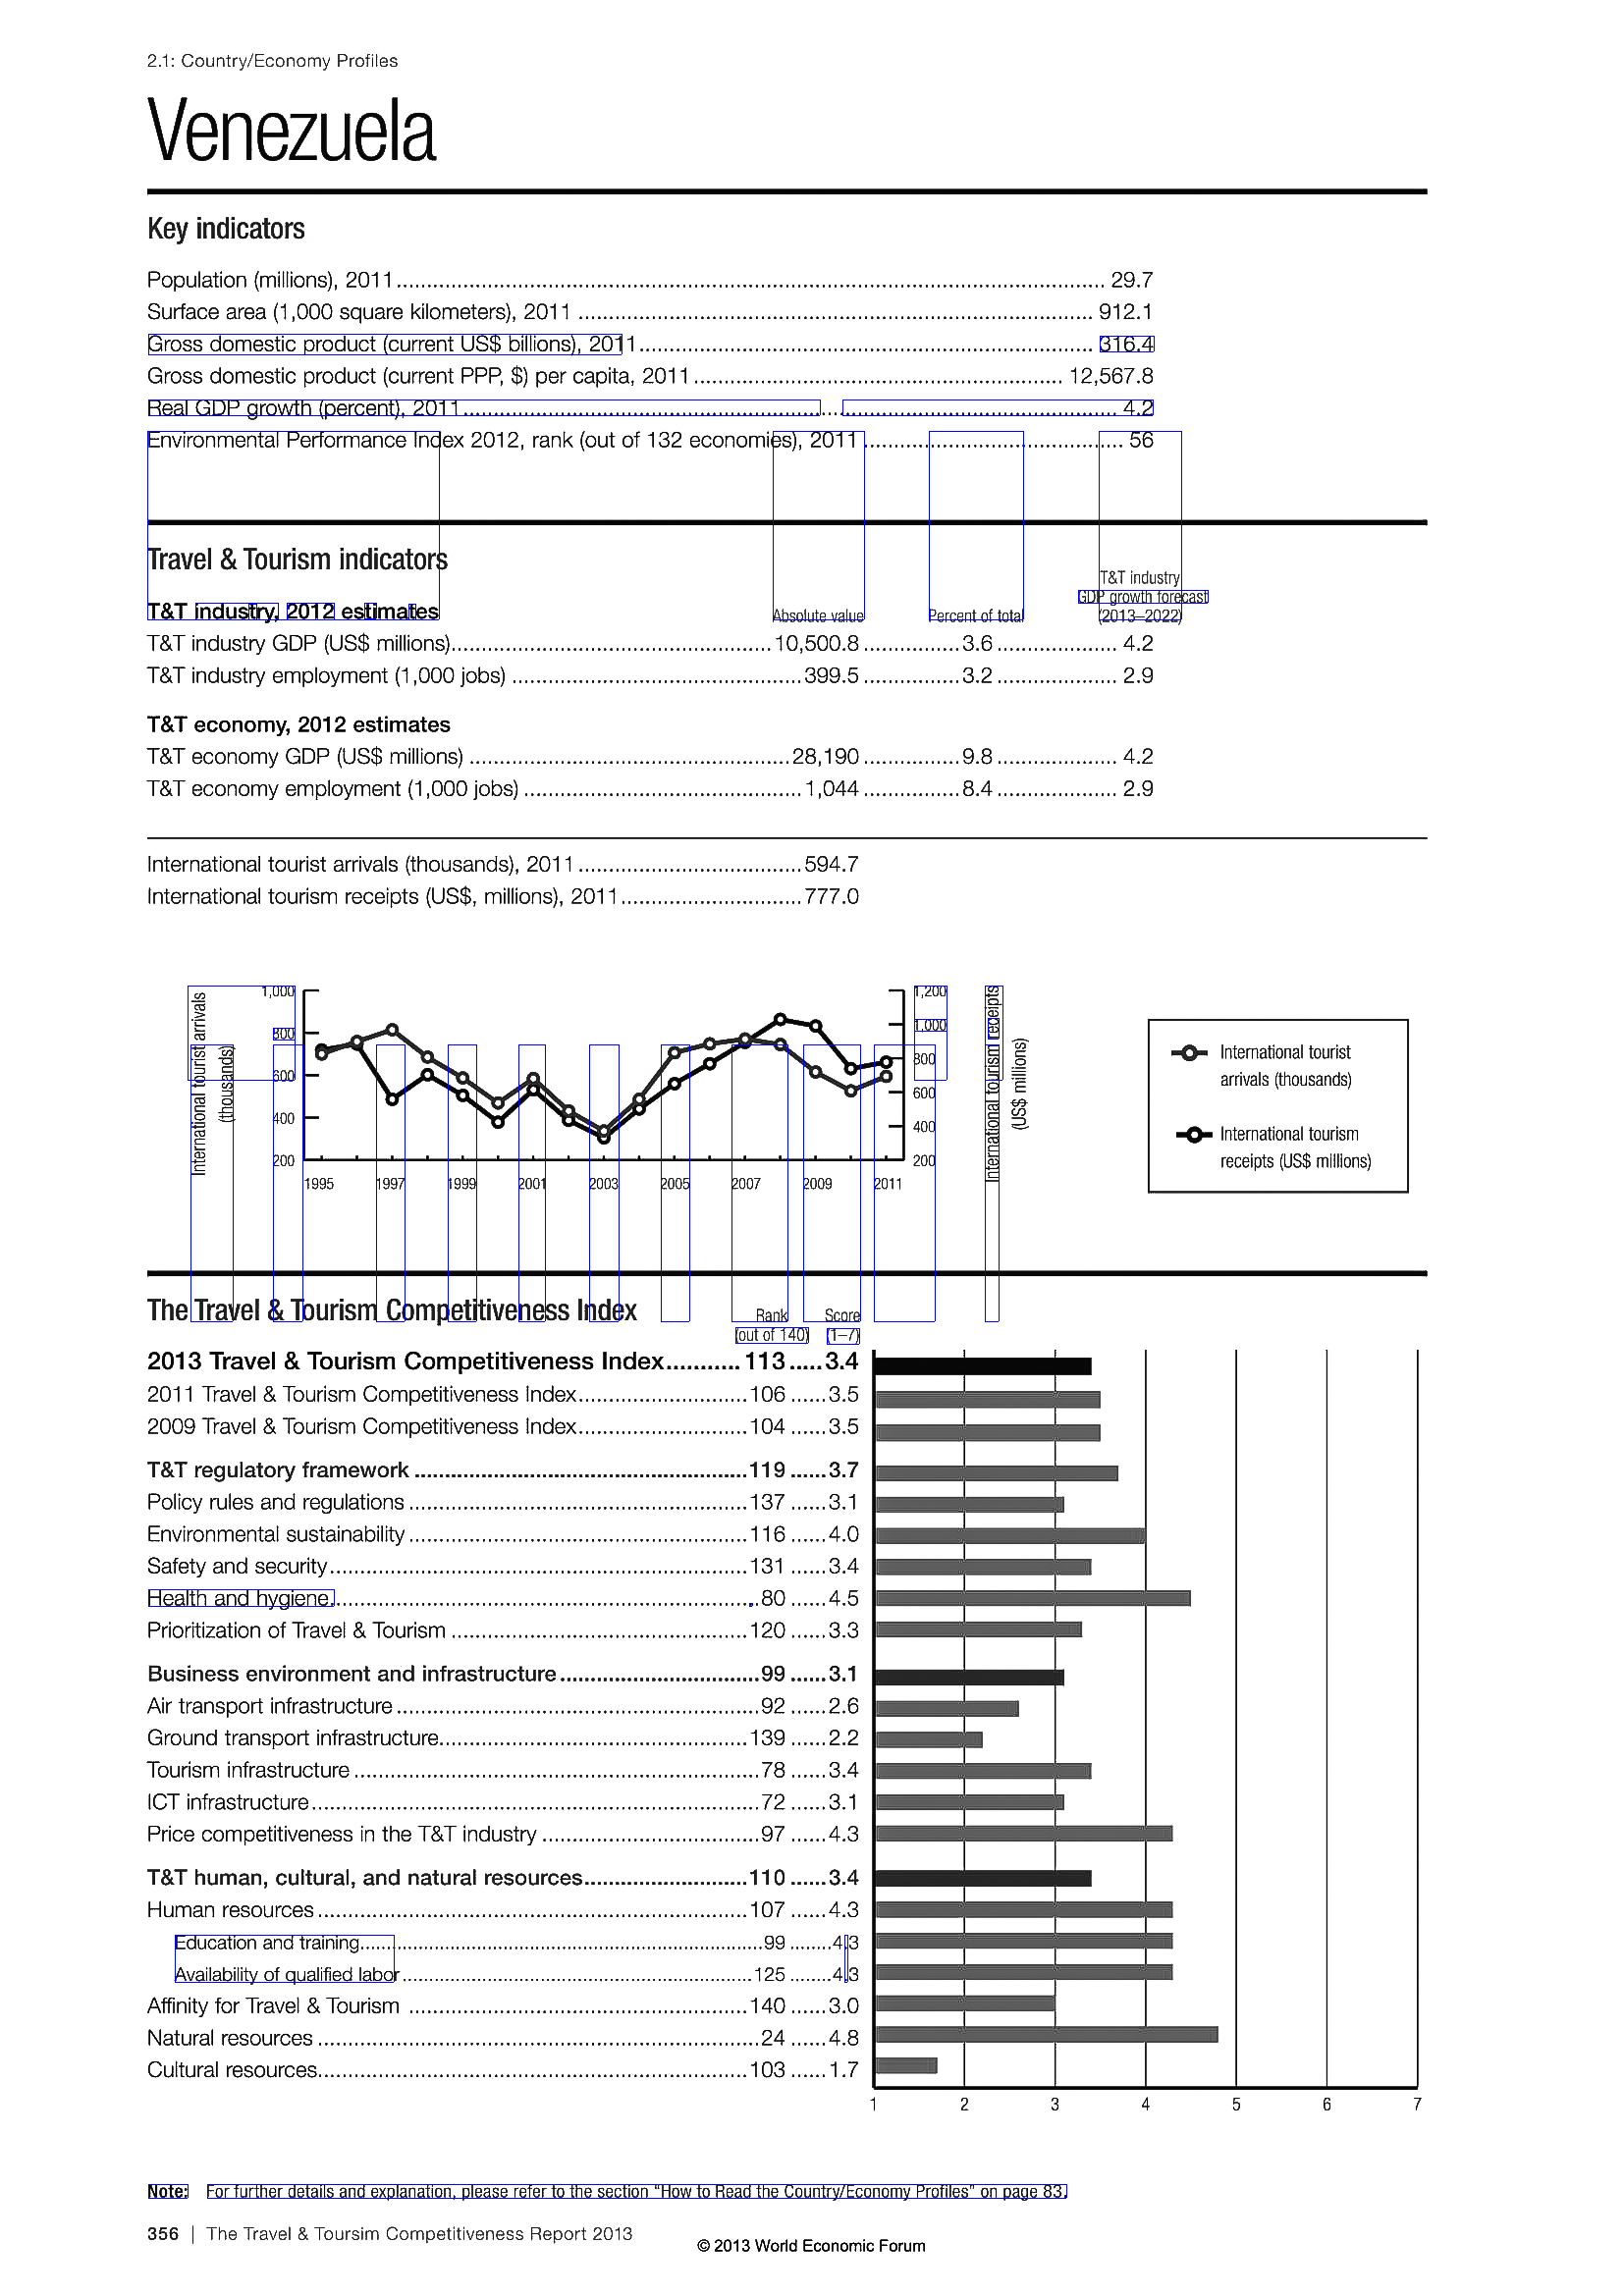 2.1: Country/Economy Profiles
Venezuela
Key indicators
Population (millions), 2011 ... 29.7
Surface area (1,000 square kilometers), 2011 ... 912.1
Gross domestic product (current US$ billions), 2011 ... 316.4
Gross domestic product (current PPP, $) per capita, 2011 ... 12,567.8
Real GDP growth (percent), 2011 ... 4.2
Environmental Performance Index 2012, rank (out of 132 economies), 2011 ... 56
Travel & Tourism indicators
T&T industry
GDP growth forecast
T&T industry, 2012 estimates Absolute value Percent of total (2013–2022)
T&T industry GDP (US$ millions) ... 10,500.8 ... 3.6 ... 4.2
T&T industry employment (1,000 jobs) ... 399.5 ... 3.2 ... 2.9
T&T economy, 2012 estimates
T&T economy GDP (US$ millions) ... 28,190 ... 9.8 ... 4.2
T&T economy employment (1,000 jobs) ... 1,044 ... 8.4 ... 2.9
International tourist arrivals (thousands), 2011 ... 594.7
International tourism receipts (US$, millions), 2011 ... 777.0
International tourist arrivals
(thousands)
1,000
800
600
400
200
1995 1997 1999 2001 2003 2005 2007 2009 2011
1,200
1,000
800
600
400
200
International tourism receipts
(US$ millions)
International tourist
arrivals (thousands)
International tourism
receipts (US$ millions)
The Travel & Tourism Competitiveness Index
Rank Score
(out of 140) (1–7)
2013 Travel & Tourism Competitiveness Index ... 113 ... 3.4
2011 Travel & Tourism Competitiveness Index ... 106 ... 3.5
2009 Travel & Tourism Competitiveness Index ... 104 ... 3.5
T&T regulatory framework ... 119 ... 3.7
Policy rules and regulations ... 137 ... 3.1
Environmental sustainability ... 116 ... 4.0
Safety and security ... 131 ... 3.4
Health and hygiene ... 80 ... 4.5
Prioritization of Travel & Tourism ... 120 ... 3.3
Business environment and infrastructure ... 99 ... 3.1
Air transport infrastructure ... 92 ... 2.6
Ground transport infrastructure ... 139 ... 2.2
Tourism infrastructure ... 78 ... 3.4
ICT infrastructure ... 72 ... 3.1
Price competitiveness in the T&T industry ... 97 ... 4.3
T&T human, cultural, and natural resources ... 110 ... 3.4
Human resources ... 107 ... 4.3
Education and training ... 99 ... 4.3
Availability of qualified labor ... 125 ... 4.3
Affinity for Travel & Tourism ... 140 ... 3.0
Natural resources ... 24 ... 4.8
Cultural resources ... 103 ... 1.7
1 2 3 4 5 6 7
Note: For further details and explanation, please refer to the section "How to Read the Country/Economy Profiles" on page 83.
356 | The Travel & Toursim Competitiveness Report 2013
© 2013 World Economic Forum